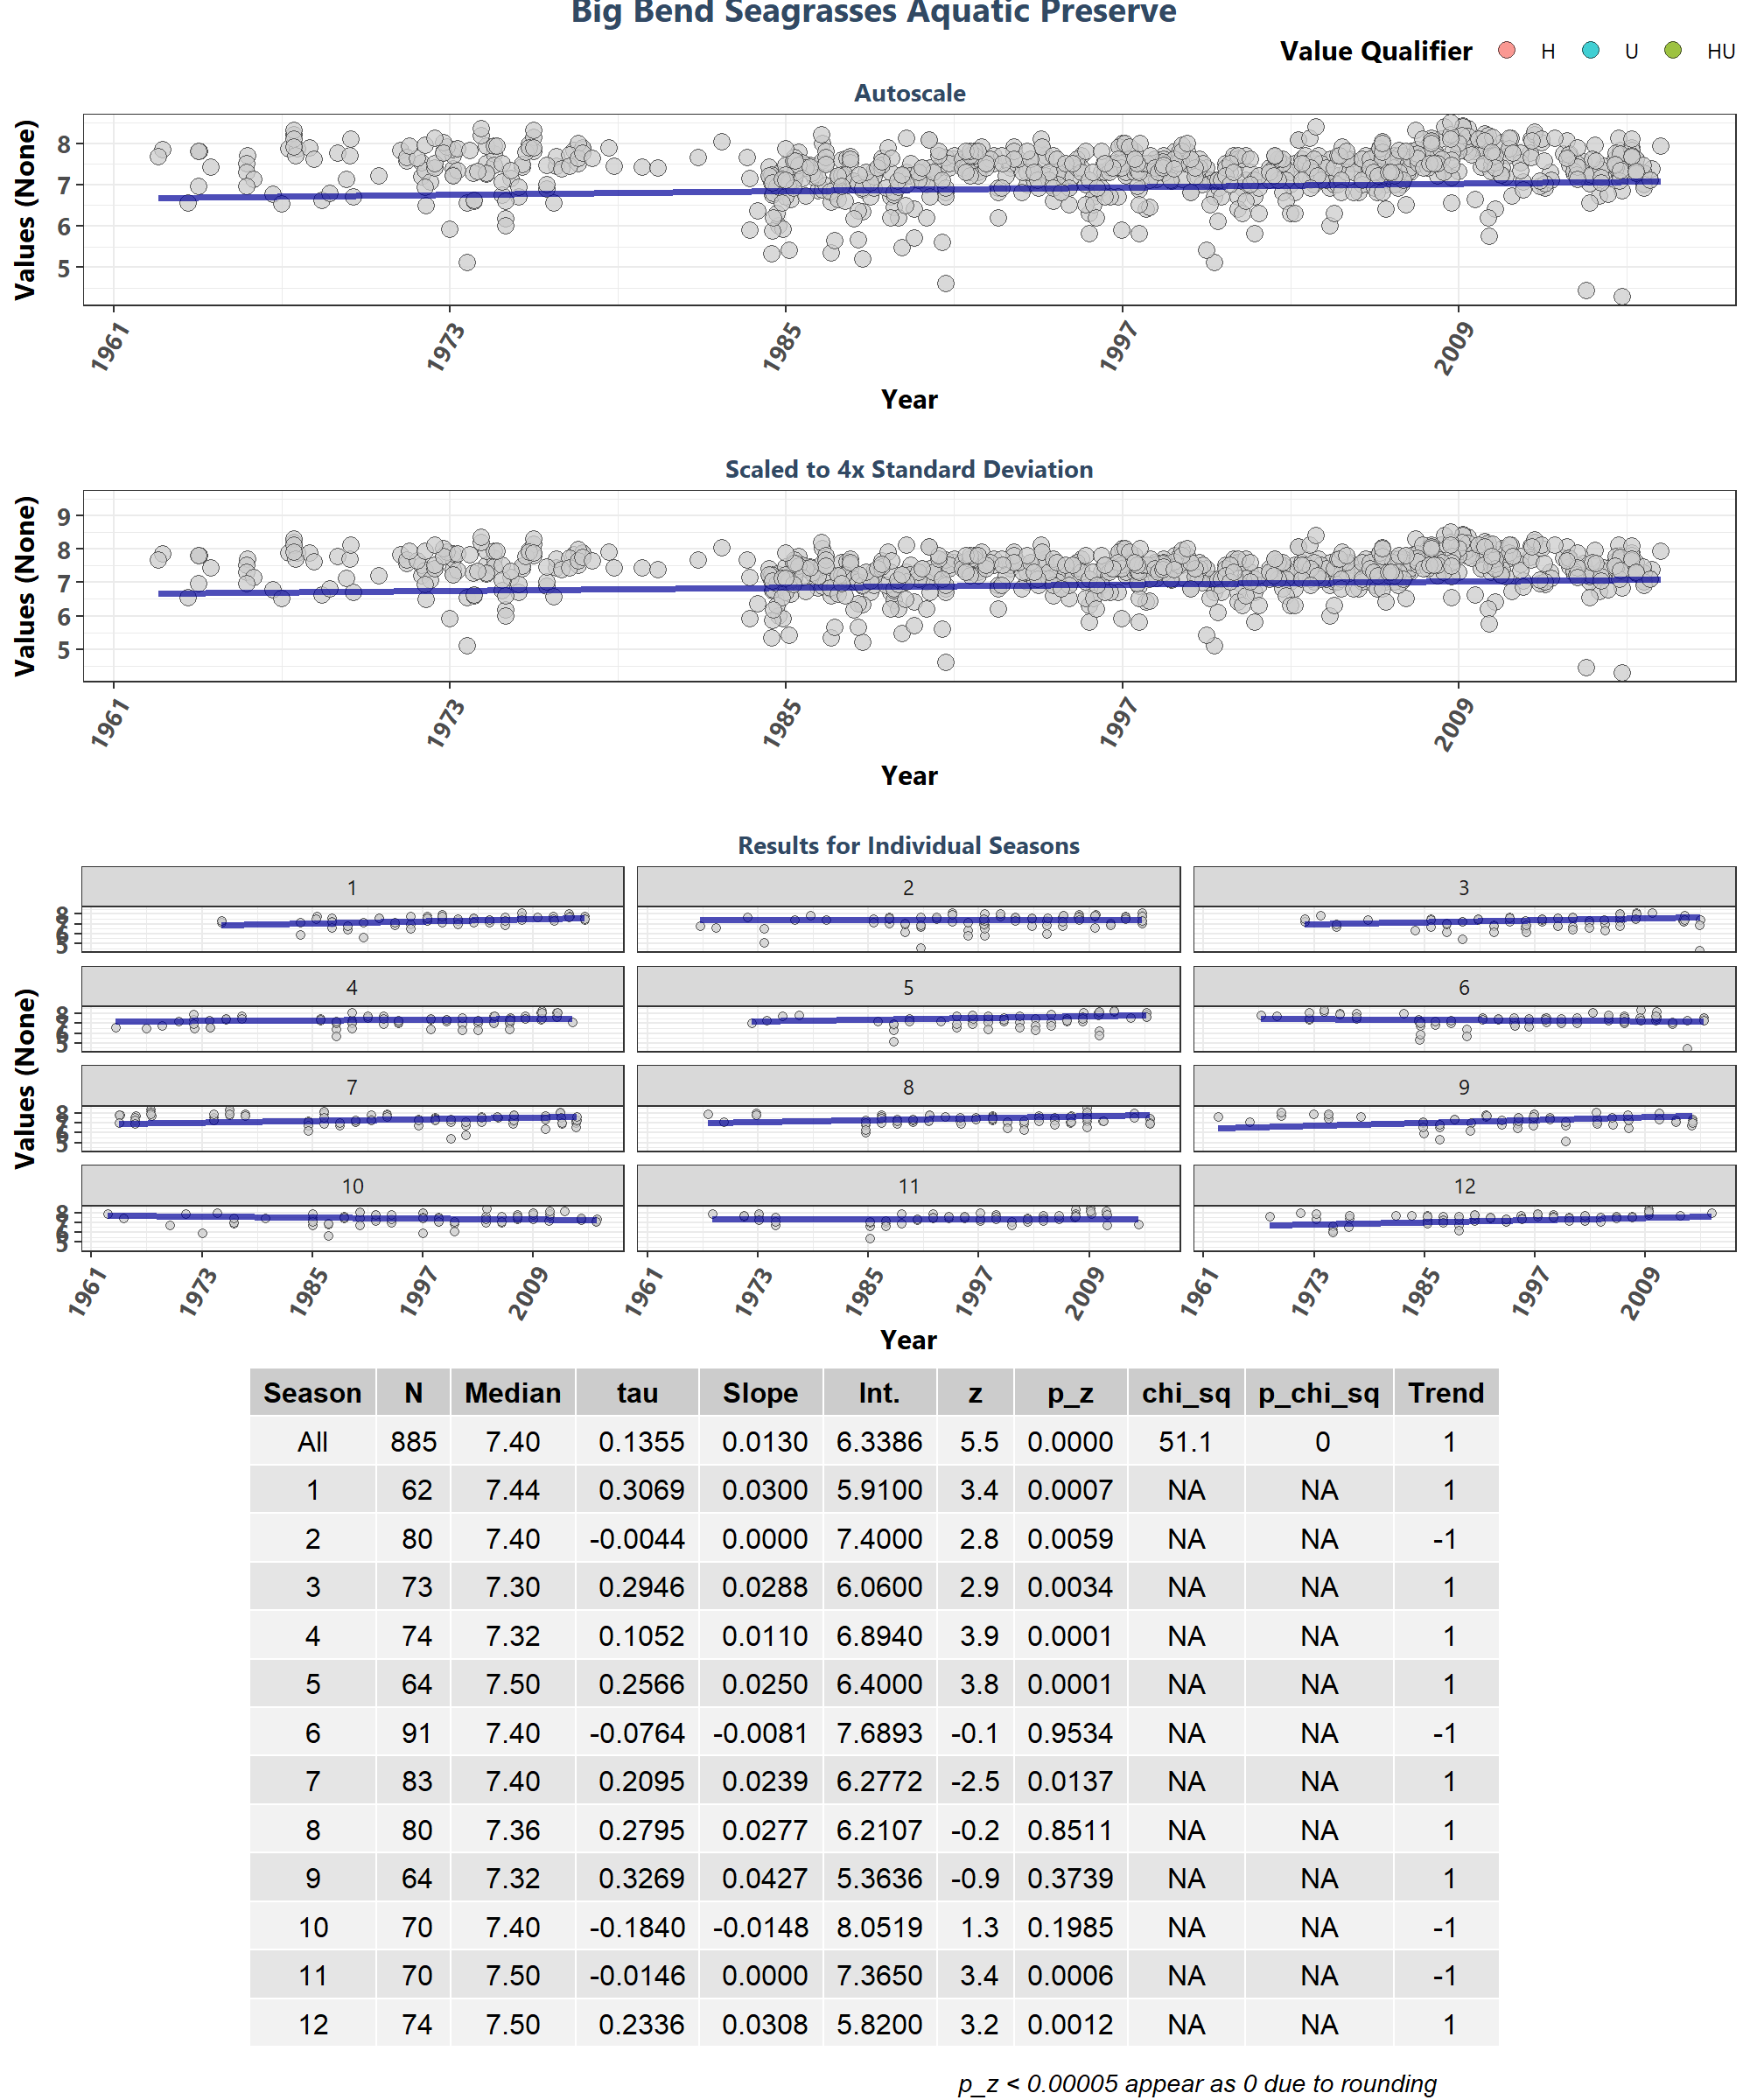 Big Bend Seagrasses Aquatic Preserve
Value Qualifier H U HU
Autoscale
Values (None)
8
7
6
5
1961 1973 1985 1997 2009
Year
Scaled to 4x Standard Deviation
Values (None)
9
8
7
6
5
1961 1973 1985 1997 2009
Year
Results for Individual Seasons
Values (None)
1 2 3
8
7
6
5
4 5 6
8
7
6
5
7 8 9
8
7
6
5
10 11 12
8
7
6
5
1961 1973 1985 1997 2009 1961 1973 1985 1997 2009 1961 1973 1985 1997 2009
Year
Season N Median tau Slope Int. z p_z chi_sq p_chi_sq Trend
All 885 7.40 0.1355 0.0130 6.3386 5.5 0.0000 51.1 0 1
1 62 7.44 0.3069 0.0300 5.9100 3.4 0.0007 NA NA 1
2 80 7.40 -0.0044 0.0000 7.4000 2.8 0.0059 NA NA -1
3 73 7.30 0.2946 0.0288 6.0600 2.9 0.0034 NA NA 1
4 74 7.32 0.1052 0.0110 6.8940 3.9 0.0001 NA NA 1
5 64 7.50 0.2566 0.0250 6.4000 3.8 0.0001 NA NA 1
6 91 7.40 -0.0764 -0.0081 7.6893 -0.1 0.9534 NA NA -1
7 83 7.40 0.2095 0.0239 6.2772 -2.5 0.0137 NA NA 1
8 80 7.36 0.2795 0.0277 6.2107 -0.2 0.8511 NA NA 1
9 64 7.32 0.3269 0.0427 5.3636 -0.9 0.3739 NA NA 1
10 70 7.40 -0.1840 -0.0148 8.0519 1.3 0.1985 NA NA -1
11 70 7.50 -0.0146 0.0000 7.3650 3.4 0.0006 NA NA -1
12 74 7.50 0.2336 0.0308 5.8200 3.2 0.0012 NA NA 1
p_z < 0.00005 appear as 0 due to rounding